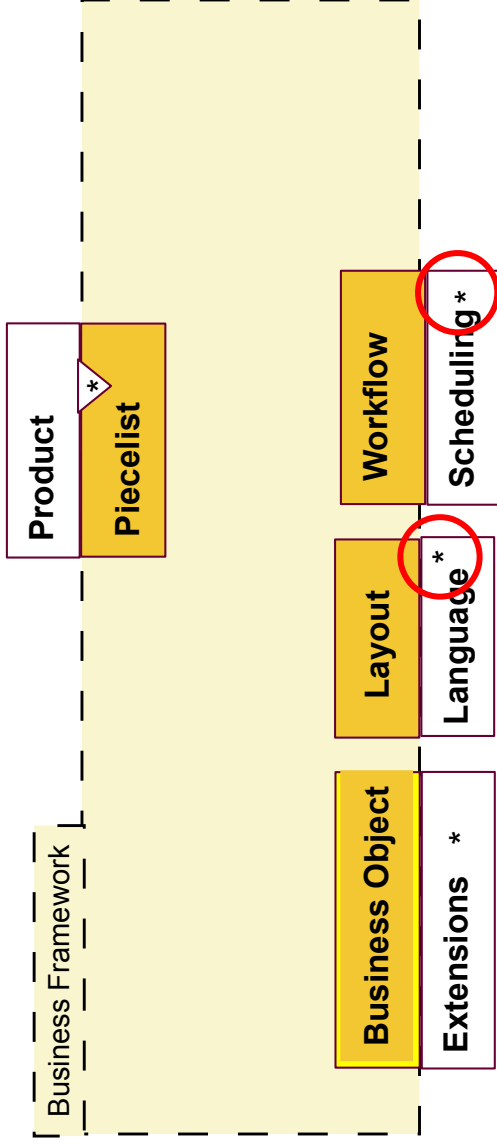 Business Framework
Product
*
Piecelist
Business Object
Extensions *
Layout
Language *
Workflow
Scheduling *